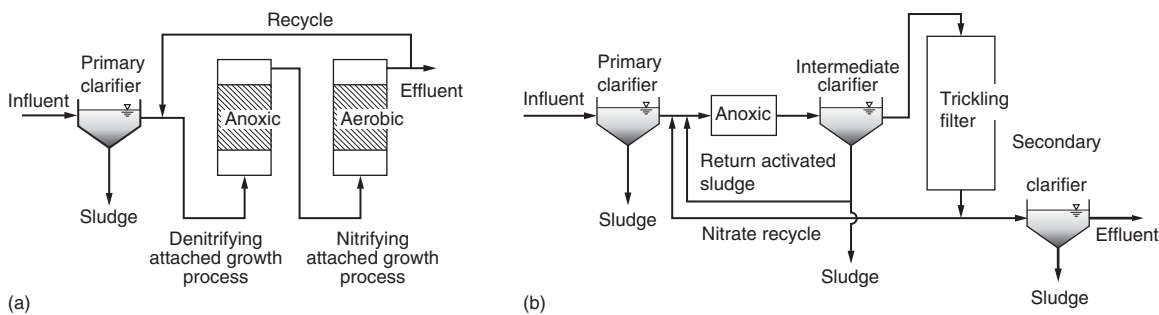 Recycle
Primary
clarifier
Influent
Anoxic
Aerobic
Effluent
Sludge
Denitrifying
attached growth
process
Nitrifying
attached growth
process
(a)
Primary
clarifier
Influent
Anoxic
Intermediate
clarifier
Trickling
filter
Return activated
sludge
Secondary
clarifier
Sludge
Nitrate recycle
Effluent
Sludge
Sludge
(b)